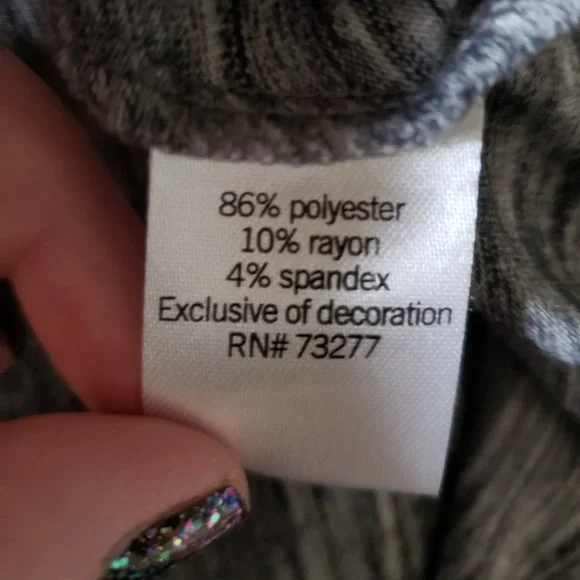 86% polyester
10% rayon
4% spandex
Exclusive of decoration
RN# 73277